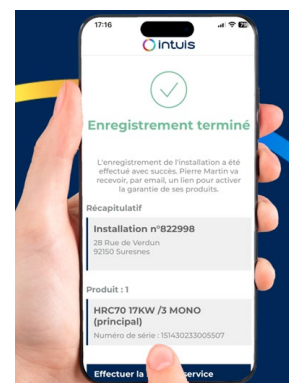 17:16
intuis
Enregistrement terminé
L'enregistrement de l'installation a été
effectué avec succès. Pierre Martin va
recevoir, par email, un lien pour activer
la garantie de ses produits.
Récapitulatif
Installation n°822998
28 Rue de Verdun
92150 Suresnes
Produit : 1
HRC70 17KW /3 MONO
(principal)
Numéro de série : 151430233005507
Effectuer la service